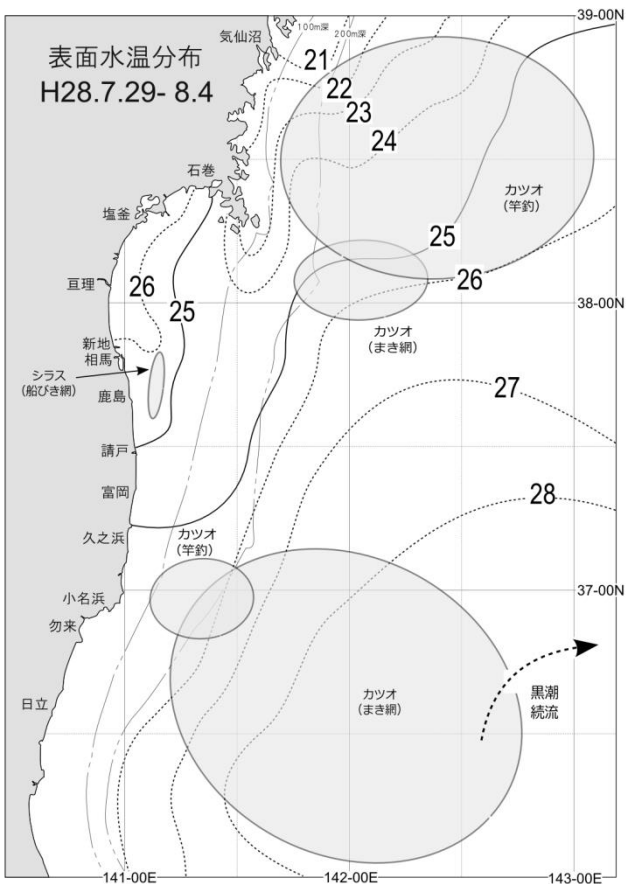 表面水温分布
H28.7.29- 8.4
気仙沼
100m深
200m深
39-00N
21
22
23
24
石巻
塩釜
カツオ
(竿釣)
25
亘理
26
25
26
38-00N
カツオ
(まき網)
新地
相馬
シラス
(船びき網)
鹿島
27
請戸
28
富岡
久之浜
カツオ
(竿釣)
37-00N
小名浜
勿来
日立
カツオ
(まき網)
黒潮
続流
141-00E
142-00E
143-00E